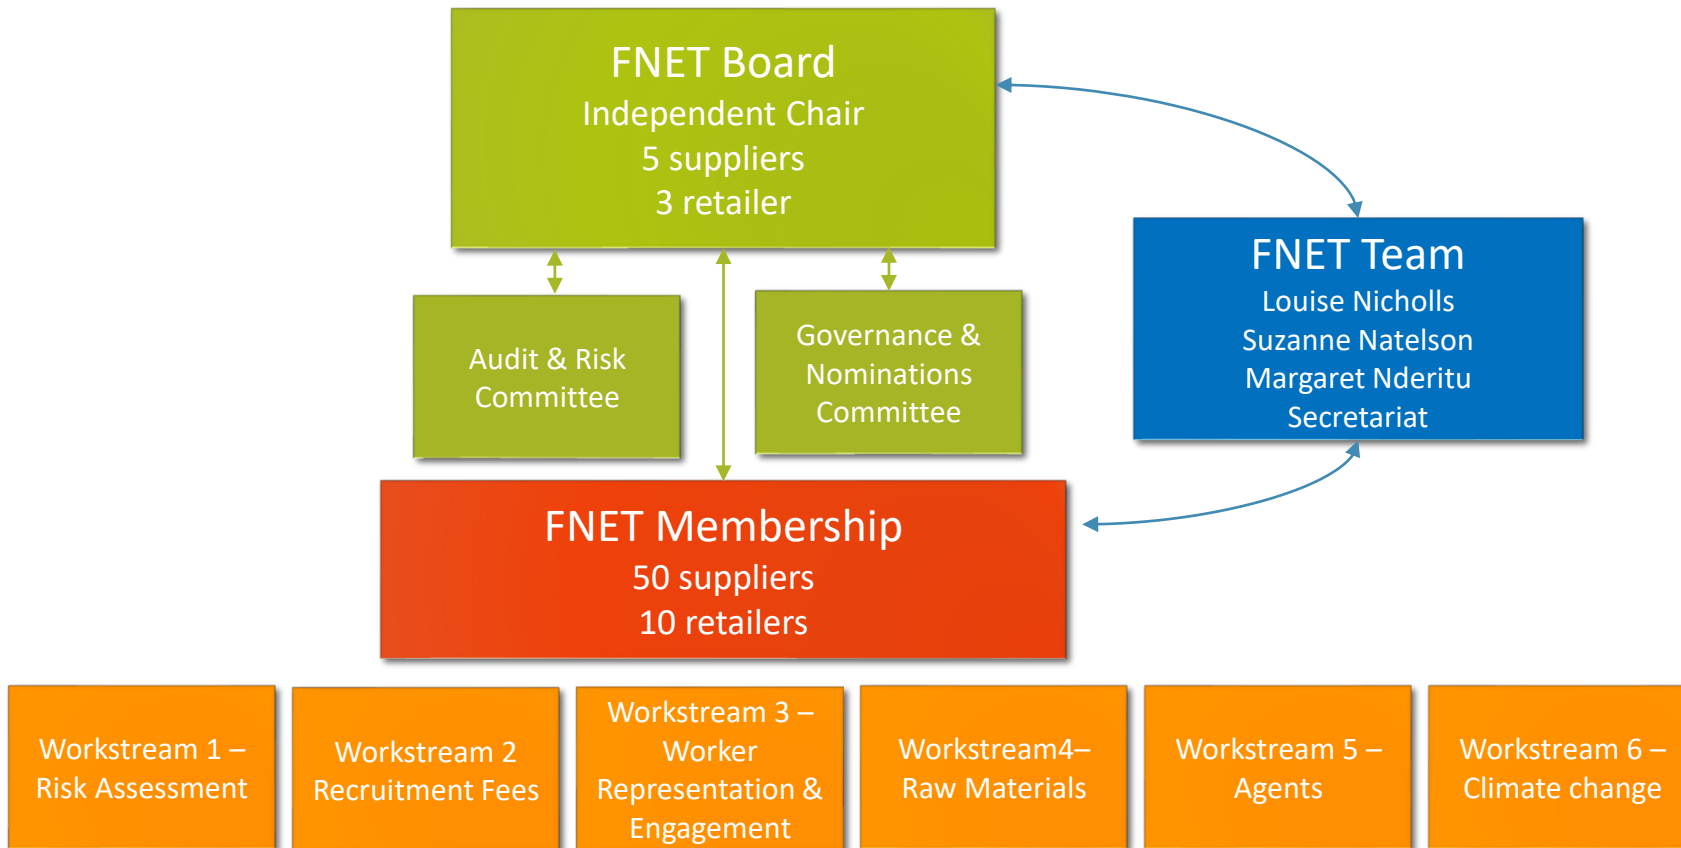 FNET Board
Independent Chair
5 suppliers
3 retailer
FNET Team
Louise Nicholls
Suzanne Natelson
Margaret Nderitu
Secretariat
Audit & Risk
Committee
Governance &
Nominations
Committee
FNET Membership
50 suppliers
10 retailers
Workstream 1 –
Risk Assessment
Workstream 2
Recruitment Fees
Workstream 3 –
Worker
Representation &
Engagement
Workstream4–
Raw Materials
Workstream 5 –
Agents
Workstream 6 –
Climate change